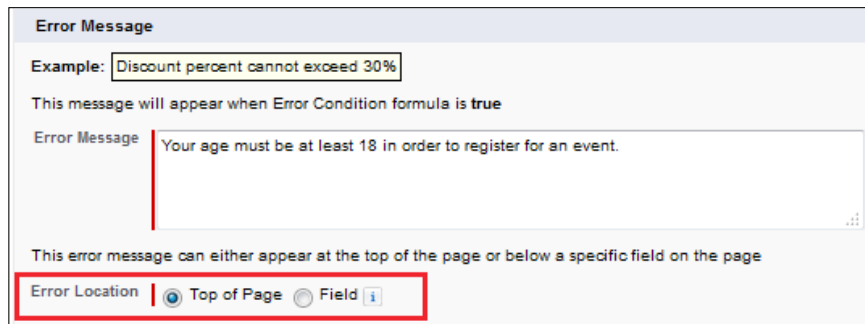 Error Message
Example: Discount percent cannot exceed 30%
This message will appear when Error Condition formula is true
Error Message Your age must be at least 18 in order to register for an event.
This error message can either appear at the top of the page or below a specific field on the page
Error Location Top of Page Field i